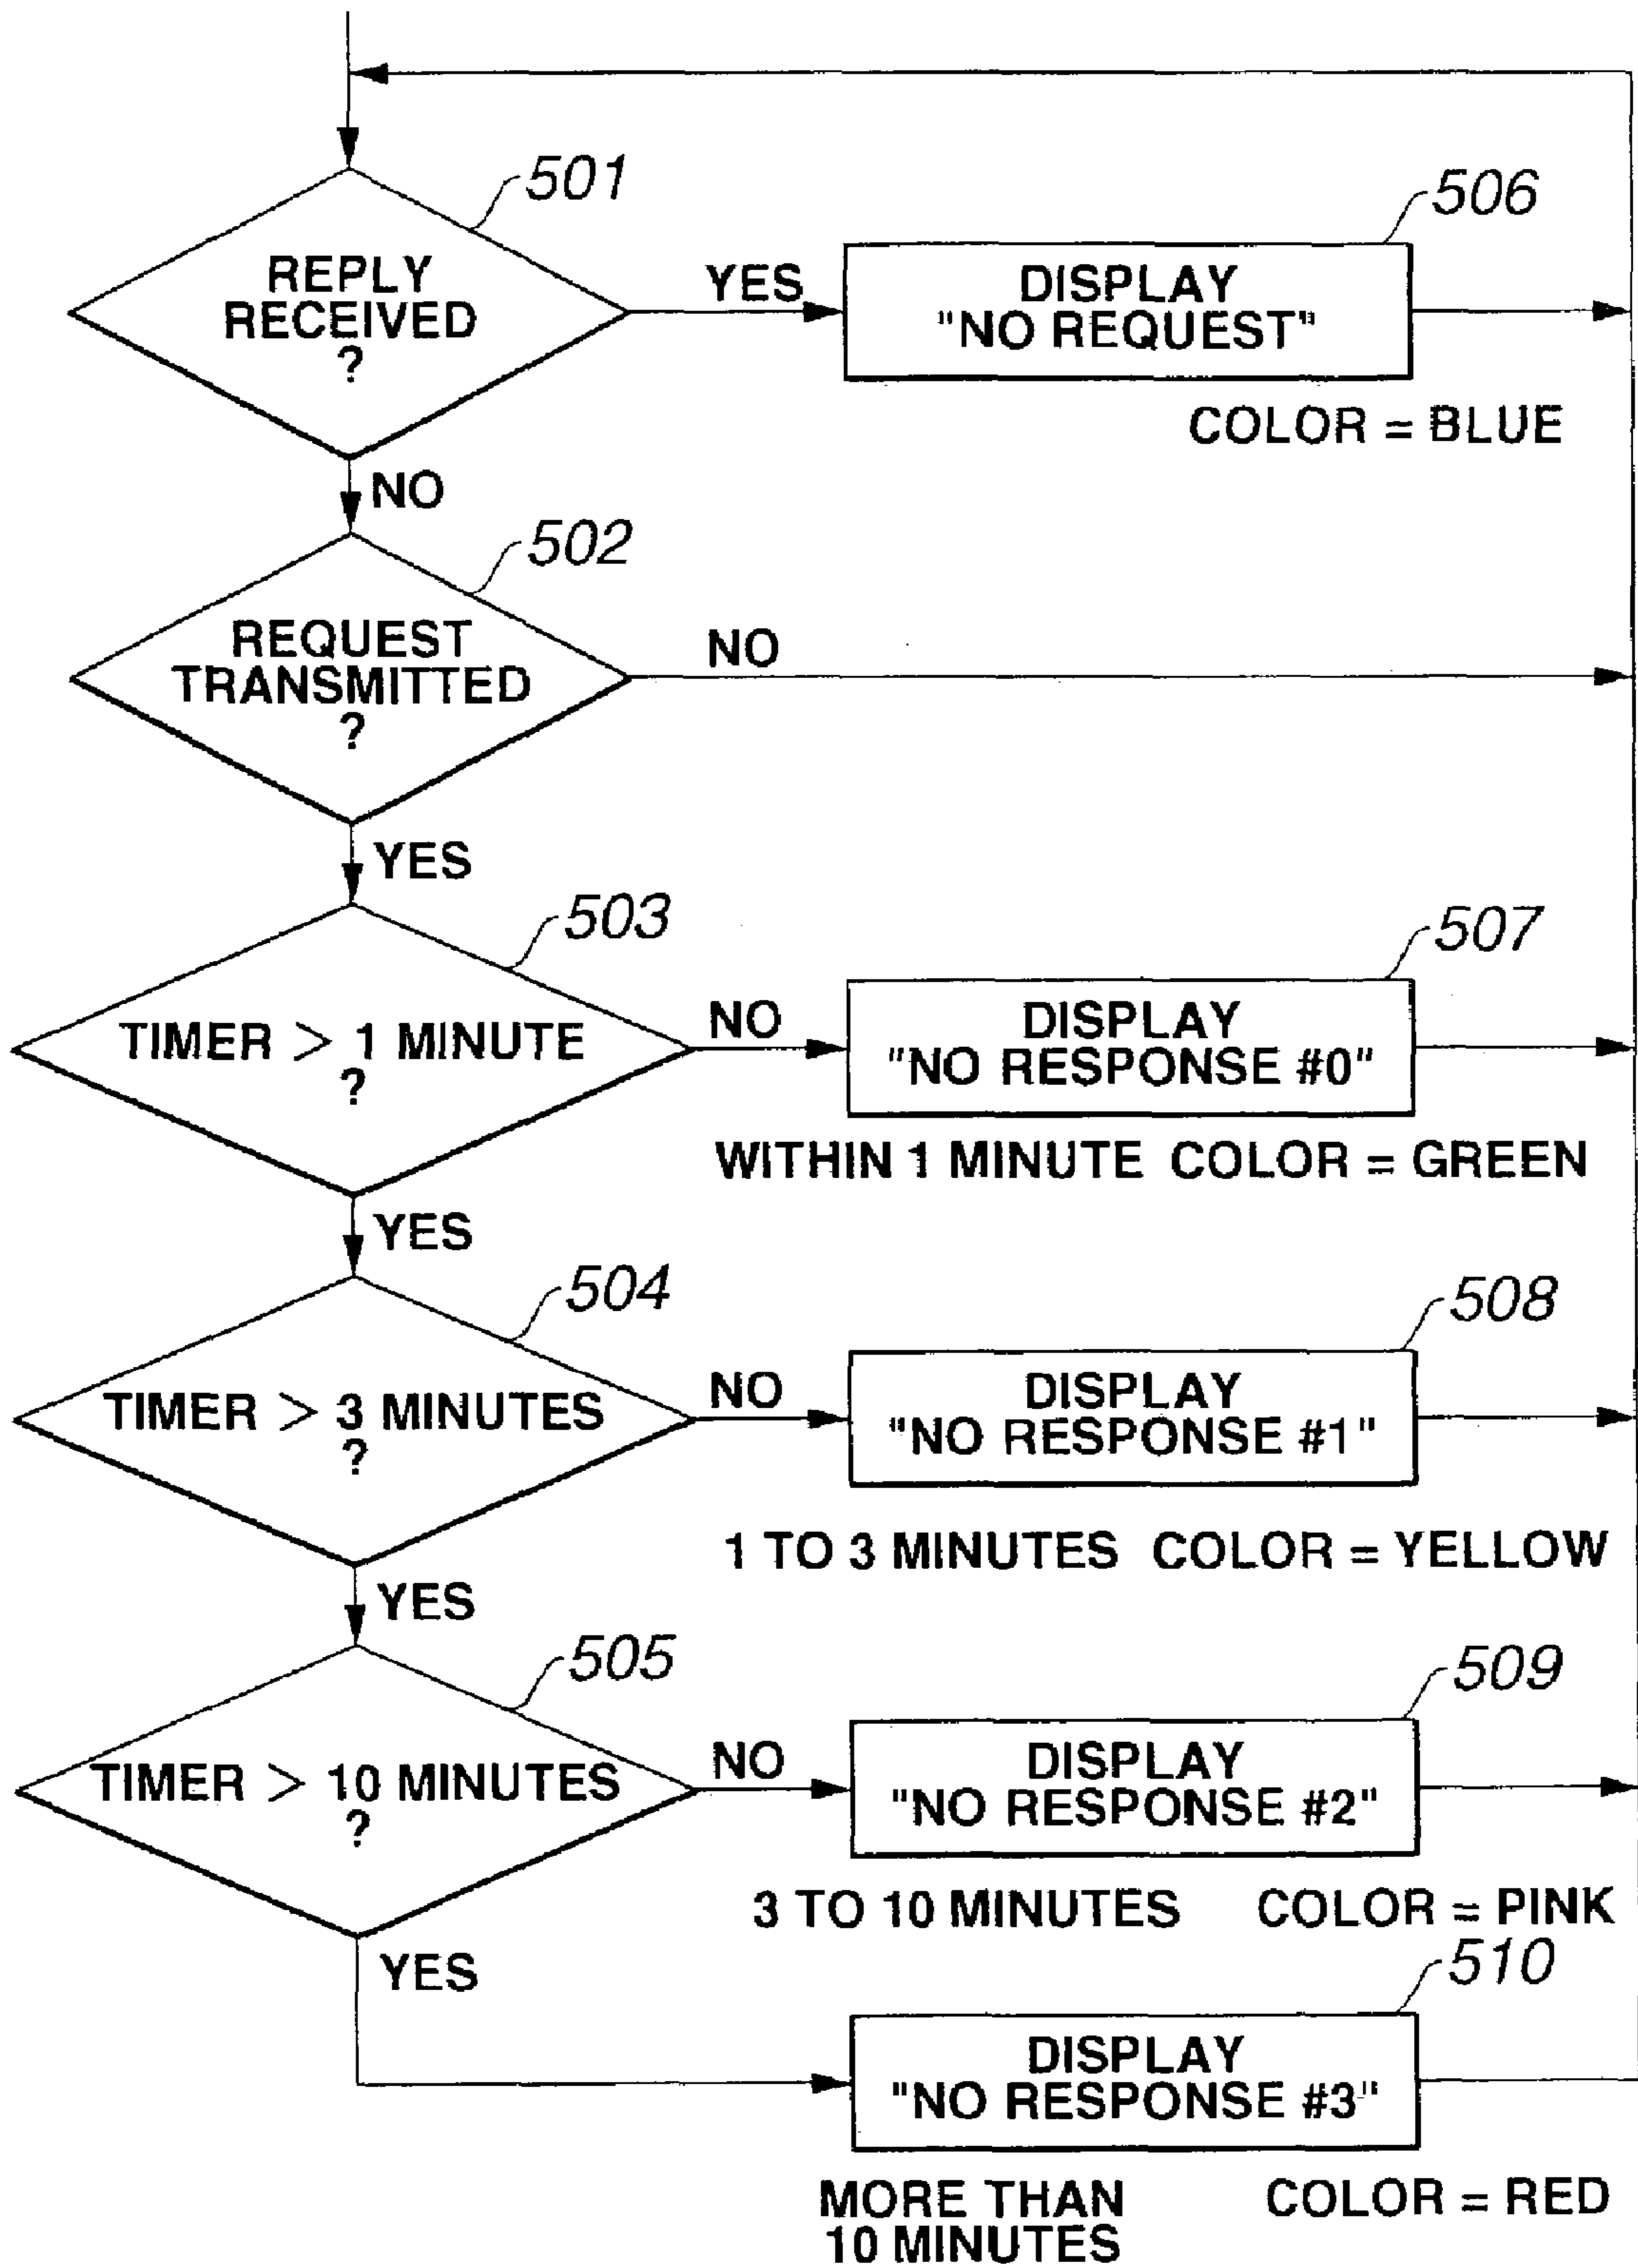 501
REPLY
RECEIVED
?
YES
506
DISPLAY
"NO REQUEST"
COLOR = BLUE
NO
502
REQUEST
TRANSMITTED
?
NO
YES
503
TIMER > 1 MINUTE
?
NO
507
DISPLAY
"NO RESPONSE #0"
WITHIN 1 MINUTE COLOR = GREEN
YES
504
TIMER > 3 MINUTES
?
NO
508
DISPLAY
"NO RESPONSE #1"
1 TO 3 MINUTES COLOR = YELLOW
YES
505
TIMER > 10 MINUTES
?
NO
509
DISPLAY
"NO RESPONSE #2"
3 TO 10 MINUTES COLOR = PINK
YES
510
DISPLAY
"NO RESPONSE #3"
MORE THAN
10 MINUTES
COLOR = RED